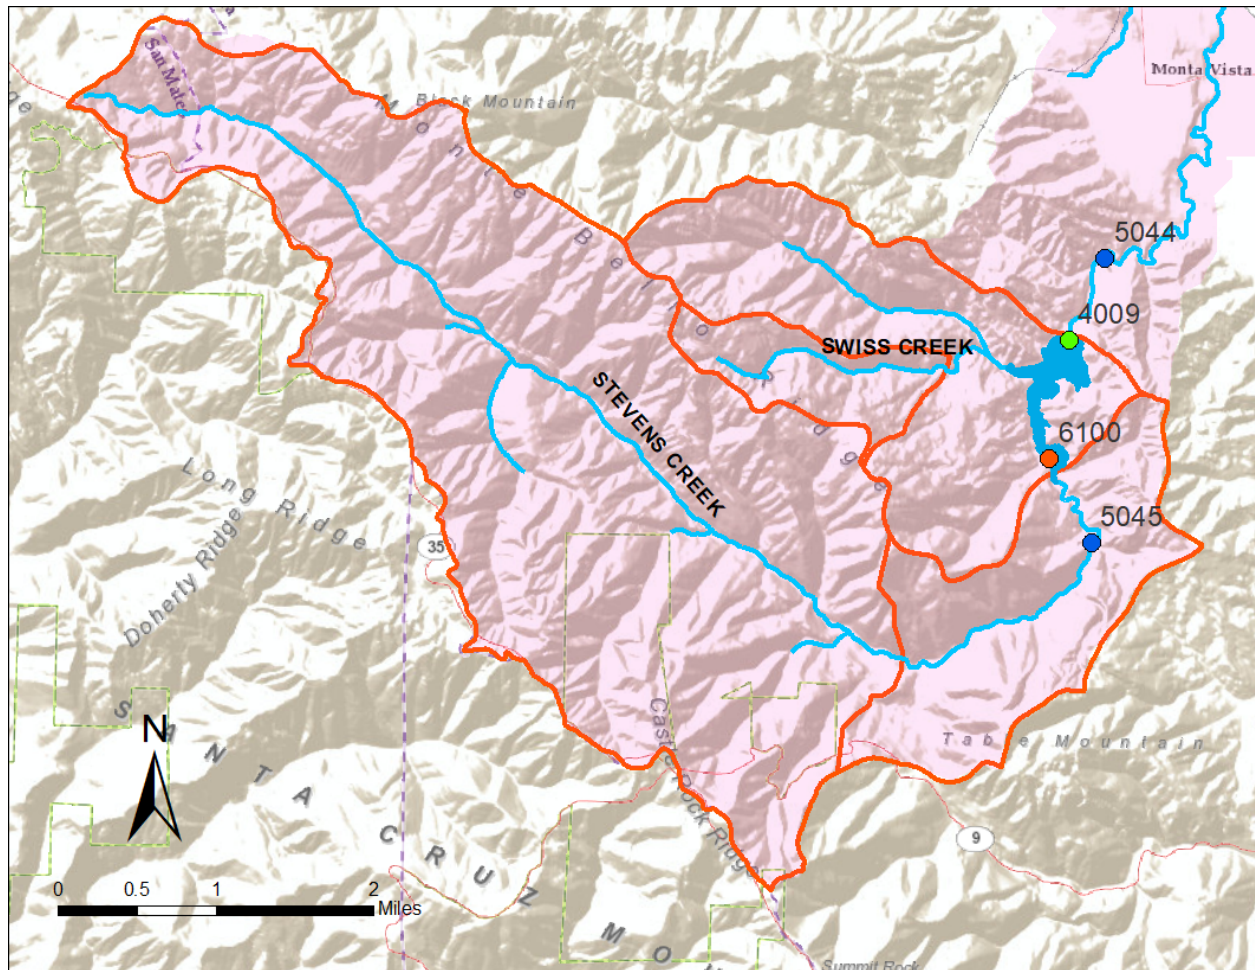 San Mateo
Black Mountain
Monta Vista
Monte Bello Ridge
5044
4009
SWISS CREEK
STEVENS CREEK
6100
5045
Long Ridge
35
Doherty Ridge
SANTA CRUZ MO
Castle Rock Ridge
Table Mountain
N
9
0 0.5 1 2
Miles
Summit Rock